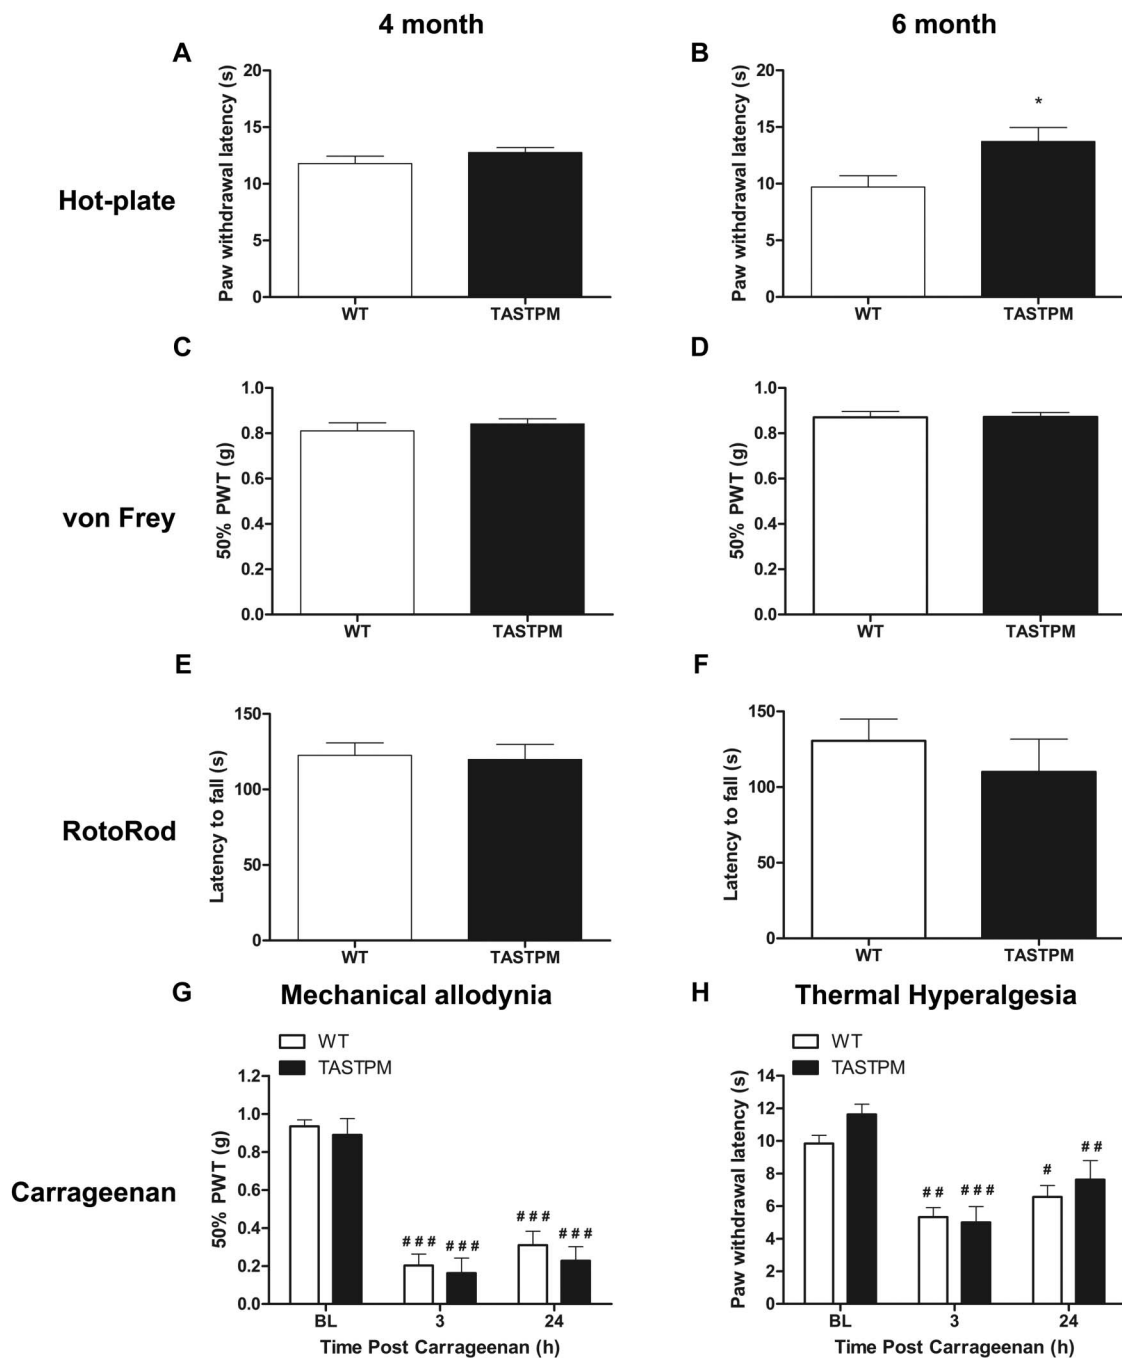 4 month
6 month
A
B
Hot-plate
Paw withdrawal latency (s)
20
15
10
5
0
WT
TASTPM
Paw withdrawal latency (s)
20
15
10
5
0
*
WT
TASTPM
C
D
von Frey
50% PWT (g)
1.0
0.8
0.6
0.4
0.2
0.0
WT
TASTPM
50% PWT (g)
1.0
0.8
0.6
0.4
0.2
0.0
WT
TASTPM
E
F
RotoRod
Latency to fall (s)
150
100
50
0
WT
TASTPM
Latency to fall (s)
150
100
50
0
WT
TASTPM
G
Mechanical allodynia
H
Thermal Hyperalgesia
Carrageenan
WT
TASTPM
50% PWT (g)
1.2
1.0
0.8
0.6
0.4
0.2
0.0
# # #
# # #
# # #
# # #
BL
3
24
Time Post Carrageenan (h)
WT
TASTPM
Paw withdrawal latency (s)
14
12
10
8
6
4
2
0
# #
# # #
#
# #
BL
3
24
Time Post Carrageenan (h)